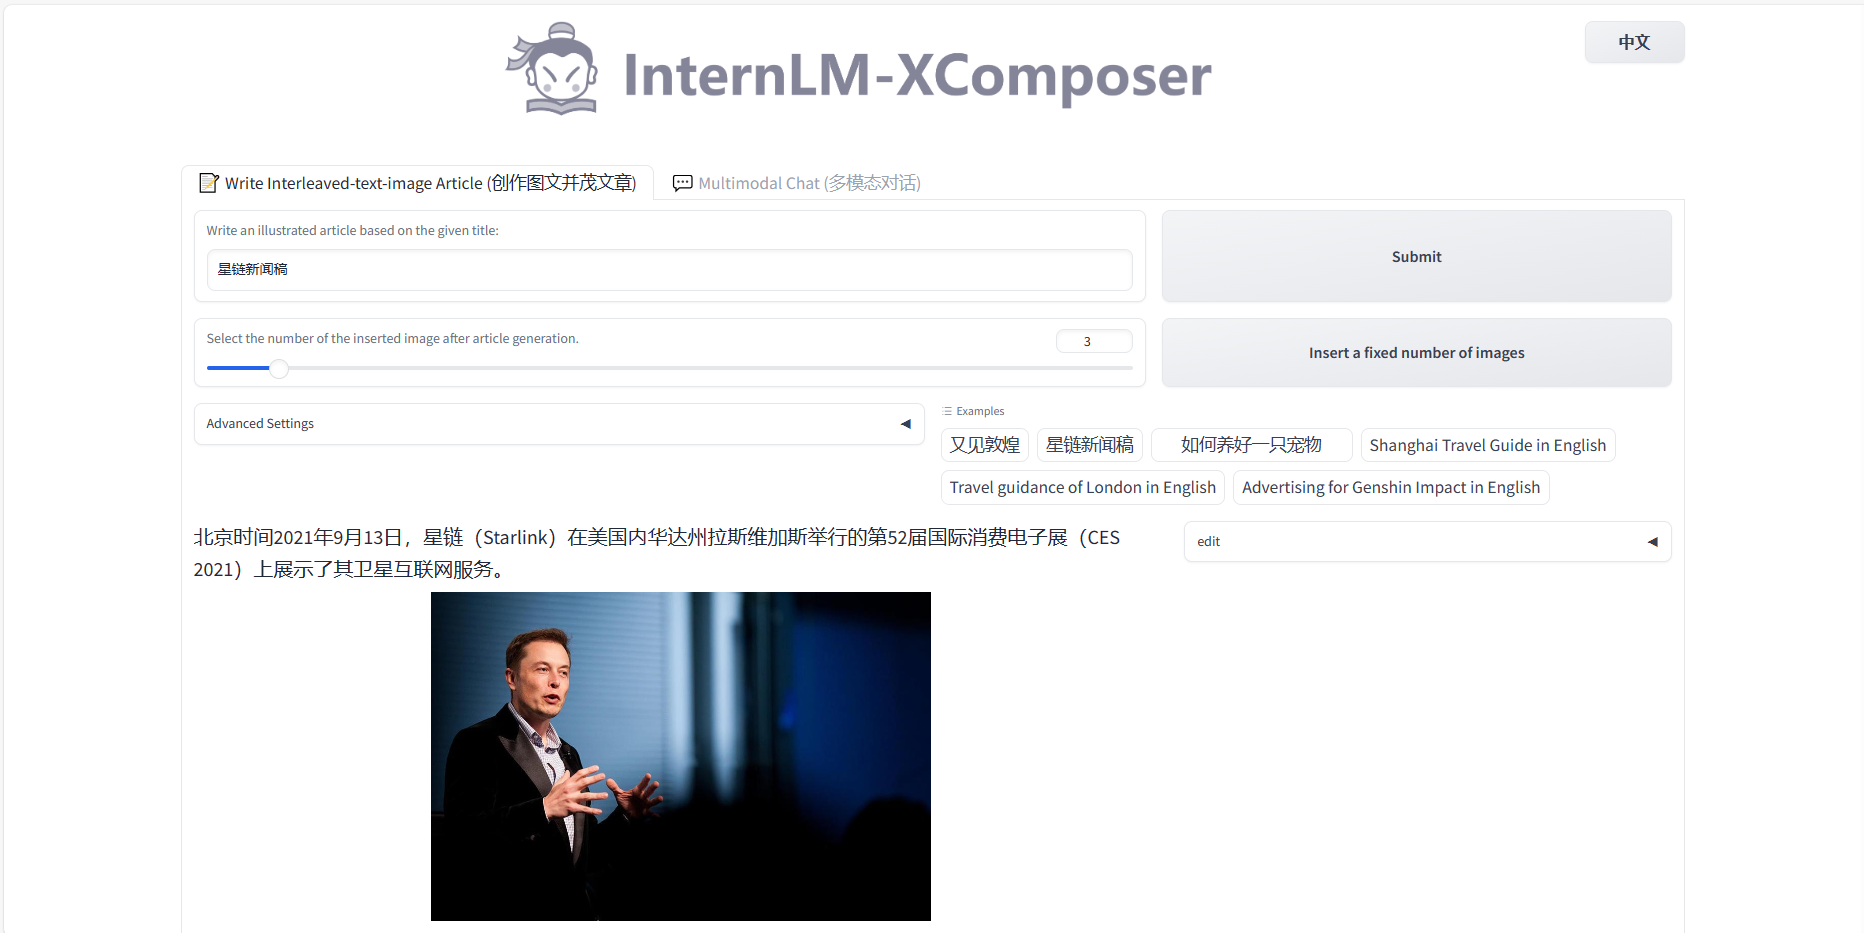 InternLM-XComposer
中文
Write Interleaved-text-image Article (创作图文并茂文章)
Multimodal Chat (多模态对话)
Write an illustrated article based on the given title:
星链新闻稿
Submit
Select the number of the inserted image after article generation.
3
Insert a fixed number of images
Advanced Settings
Examples
又见敦煌
星链新闻稿
如何养好一只宠物
Shanghai Travel Guide in English
Travel guidance of London in English
Advertising for Genshin Impact in English
北京时间2021年9月13日，星链（Starlink）在美国内华达州拉斯维加斯举行的第52届国际消费电子展（CES
2021）上展示了其卫星互联网服务。
edit